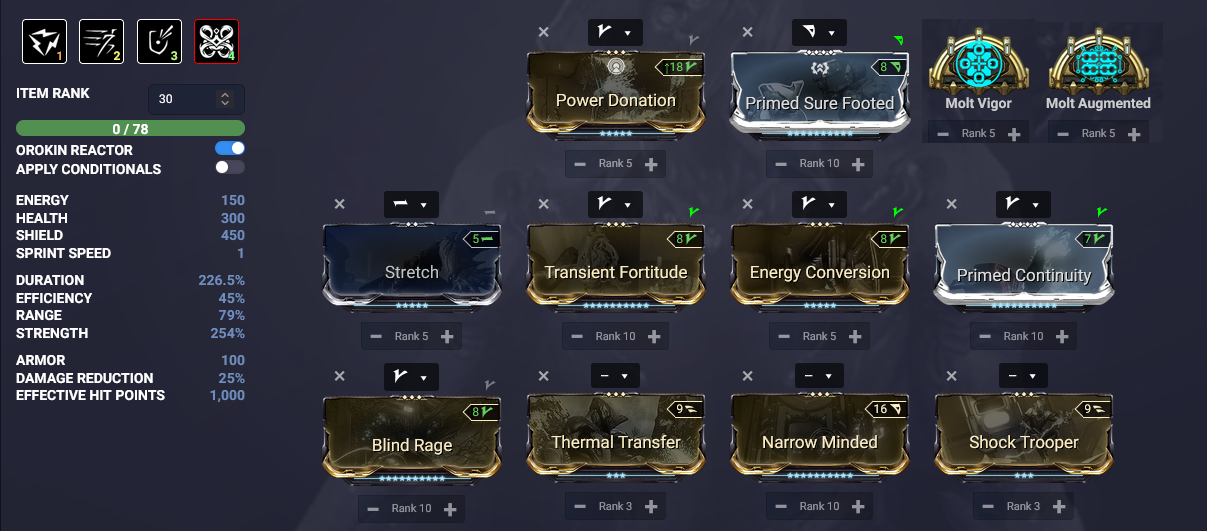 1 2 3 4
ITEM RANK 30
0 / 78
OROKIN REACTOR
APPLY CONDITIONALS
ENERGY 150
HEALTH 300
SHIELD 450
SPRINT SPEED 1
DURATION 226.5%
EFFICIENCY 45%
RANGE 79%
STRENGTH 254%
ARMOR 100
DAMAGE REDUCTION 25%
EFFECTIVE HIT POINTS 1,000
↑18
Power Donation
Rank 5
8
Primed Sure Footed
Rank 10
Molt Vigor
Rank 5
Molt Augmented
Rank 5
5
Stretch
Rank 5
8
Transient Fortitude
Rank 10
8
Energy Conversion
Rank 5
7
Primed Continuity
Rank 10
8
Blind Rage
Rank 10
9
Thermal Transfer
Rank 3
16
Narrow Minded
Rank 10
9
Shock Trooper
Rank 3